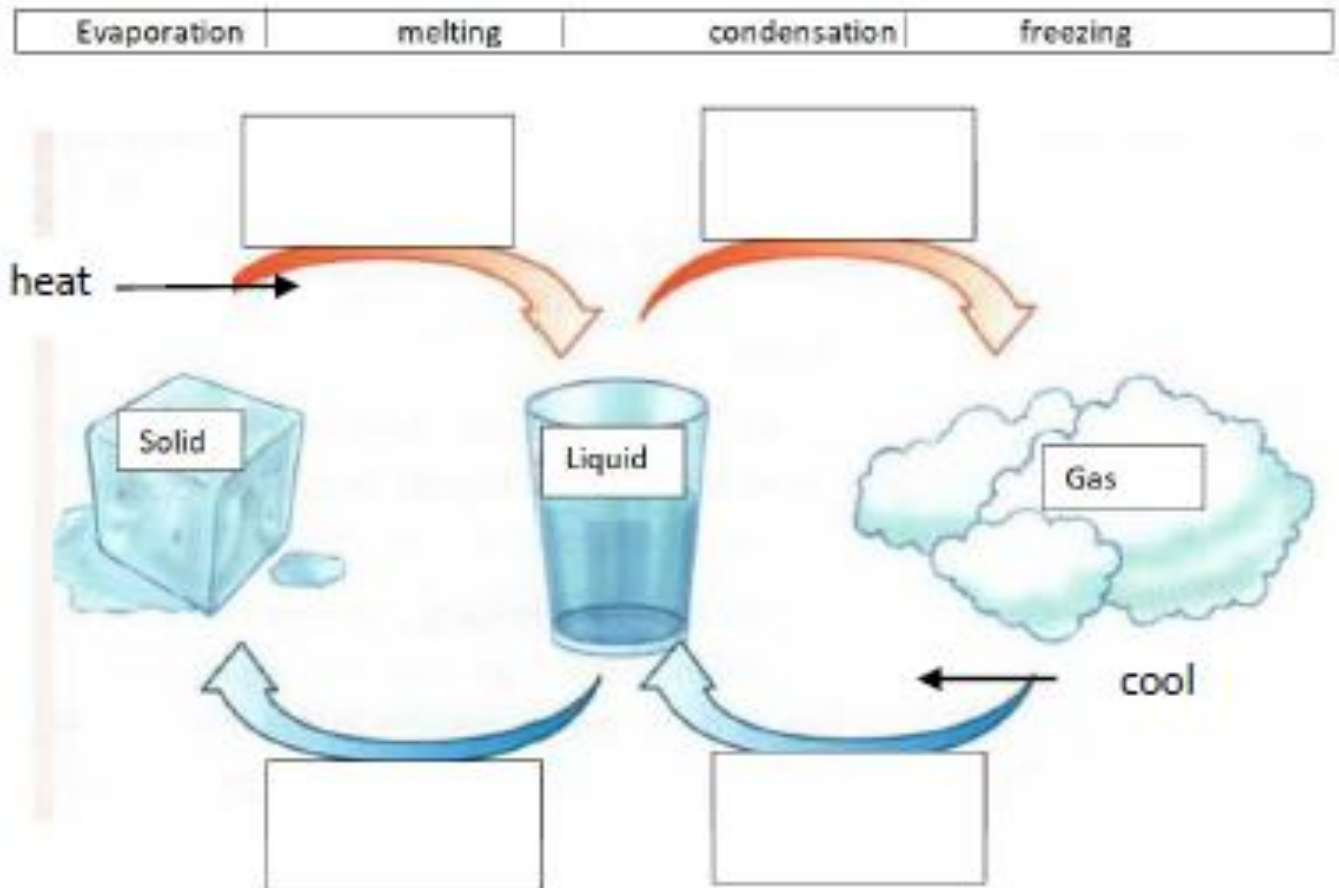 Evaporation melting condensation freezing
heat
Solid
Liquid
Gas
cool